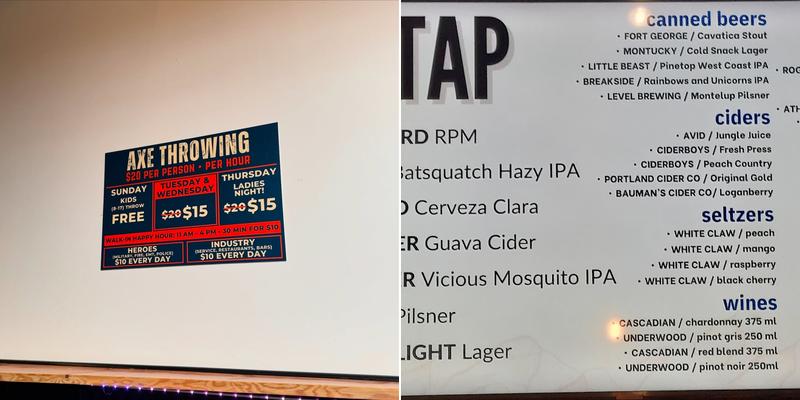 AXE THROWING
$20 PER PERSON · PER HOUR
SUNDAY
KIDS
(8-17) THROW
FREE
TUESDAY &
WEDNESDAY
$20 $15
THURSDAY
LADIES
NIGHT!
$20 $15
WALK-IN HAPPY HOUR: 11 AM - 4 PM - 30 MIN FOR $10
HEROES
(MILITARY, FIRE, EMT, POLICE)
$10 EVERY DAY
INDUSTRY
(SERVICE, RESTAURANTS, BARS)
$10 EVERY DAY
TAP
RD RPM
Batsquatch Hazy IPA
Cerveza Clara
ER Guava Cider
R Vicious Mosquito IPA
Pilsner
LIGHT Lager
canned beers
• FORT GEORGE / Cavatica Stout
• MONTUCKY / Cold Snack Lager
• LITTLE BEAST / Pinetop West Coast IPA
• BREAKSIDE / Rainbows and Unicorns IPA
• LEVEL BREWING / Montelup Pilsner
ciders
• AVID / Jungle Juice
• CIDERBOYS / Fresh Press
• CIDERBOYS / Peach Country
• PORTLAND CIDER CO / Original Gold
• BAUMAN'S CIDER CO/ Loganberry
seltzers
• WHITE CLAW / peach
• WHITE CLAW / mango
• WHITE CLAW / raspberry
• WHITE CLAW / black cherry
wines
• CASCADIAN / chardonnay 375 ml
• UNDERWOOD / pinot gris 250 ml
• CASCADIAN / red blend 375 ml
• UNDERWOOD / pinot noir 250ml
• ROG
• ATH